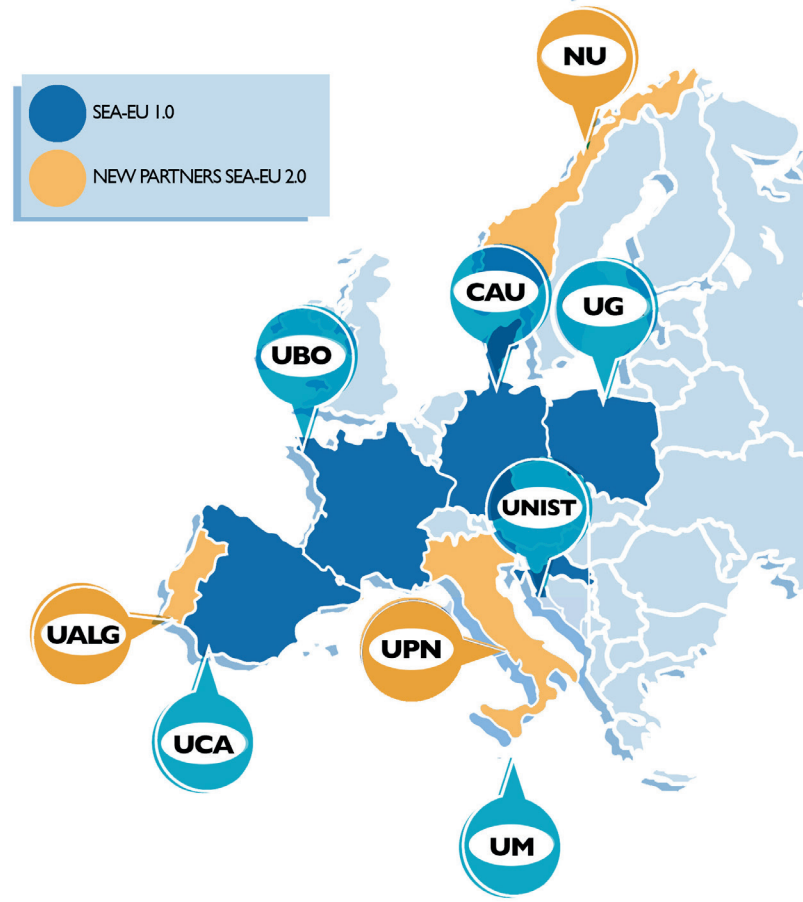 NU
SEA-EU 1.0
NEW PARTNERS SEA-EU 2.0
CAU
UG
UBO
UNIST
UALG
UPN
UCA
UM